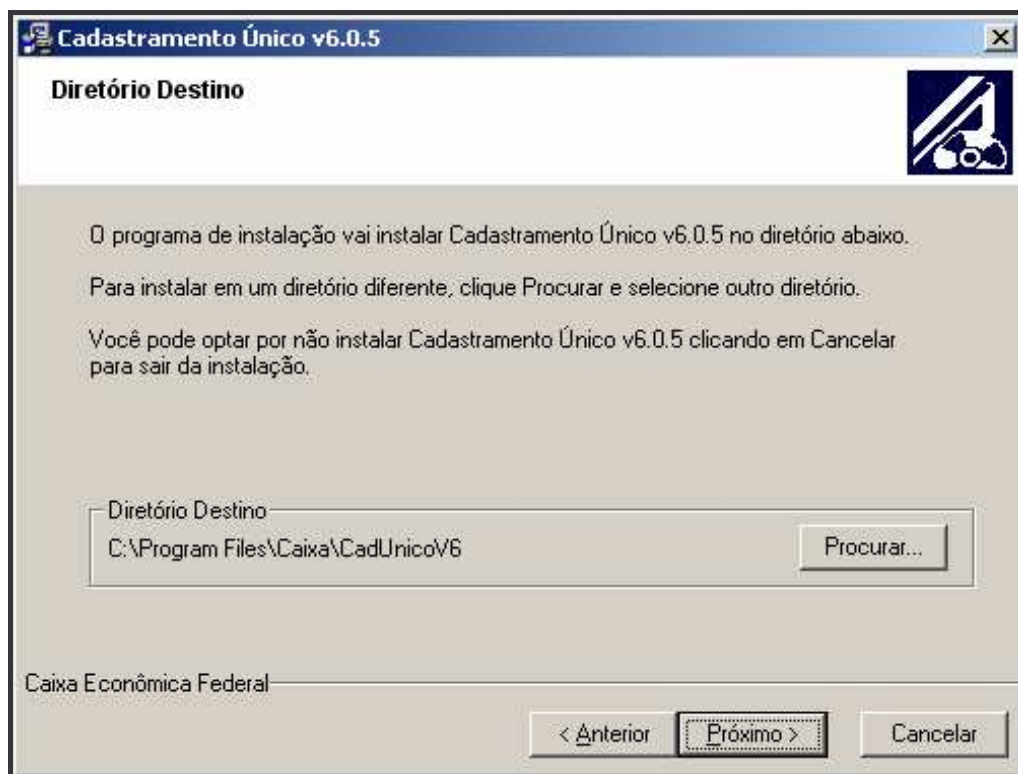 Cadastramento Único v6.0.5
Diretório Destino
O programa de instalação vai instalar Cadastramento Único v6.0.5 no diretório abaixo.
Para instalar em um diretório diferente, clique Procurar e selecione outro diretório.
Você pode optar por não instalar Cadastramento Único v6.0.5 clicando em Cancelar
para sair da instalação.
Diretório Destino
C:\Program Files\Caixa\CadUnicoV6
Procurar...
Caixa Econômica Federal
< Anterior
Próximo >
Cancelar